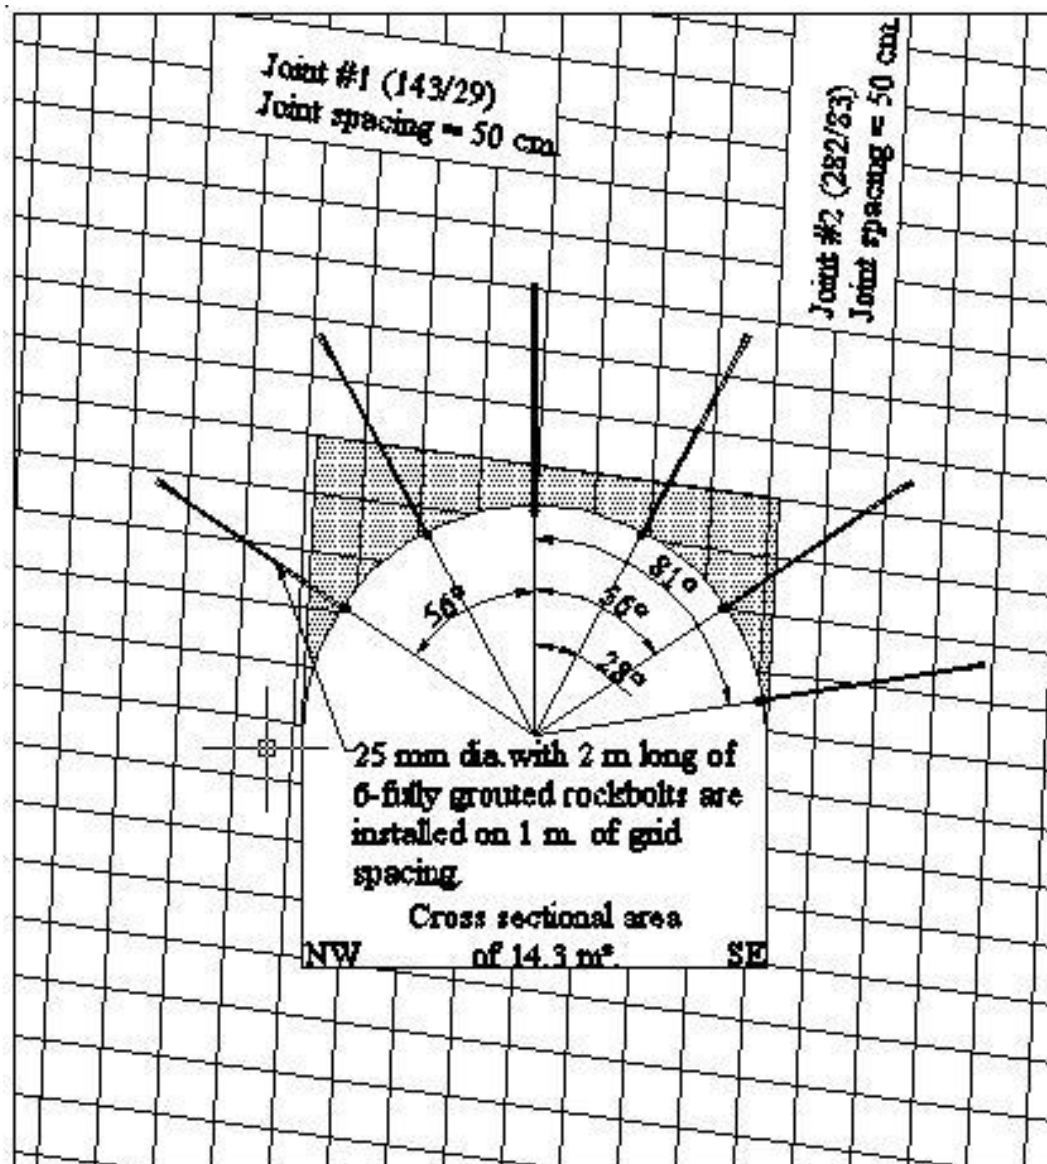 Joint #1 (143/29)
Joint spacing = 50 cm.
Joint #2 (282/83)
Joint spacing = 50 cm.
56°
81°
56°
28°
25 mm dia. with 2 m long of
6-fully grouted rockbolts are
installed on 1 m. of grid
spacing.
Cross sectional area
of 14.3 m².
NW
SE